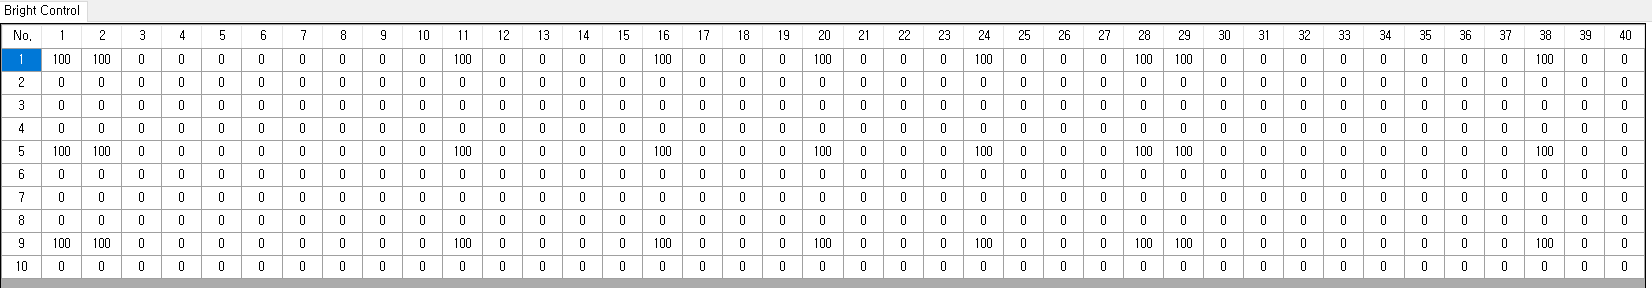 Bright Control
No. 1 2 3 4 5 6 7 8 9 10 11 12 13 14 15 16 17 18 19 20 21 22 23 24 25 26 27 28 29 30 31 32 33 34 35 36 37 38 39 40
1 100 100 0 0 0 0 0 0 0 0 100 0 0 0 0 100 0 0 0 100 0 0 0 100 0 0 0 100 100 0 0 0 0 0 0 0 0 100 0 0
2 0 0 0 0 0 0 0 0 0 0 0 0 0 0 0 0 0 0 0 0 0 0 0 0 0 0 0 0 0 0 0 0 0 0 0 0 0 0 0 0
3 0 0 0 0 0 0 0 0 0 0 0 0 0 0 0 0 0 0 0 0 0 0 0 0 0 0 0 0 0 0 0 0 0 0 0 0 0 0 0 0
4 0 0 0 0 0 0 0 0 0 0 0 0 0 0 0 0 0 0 0 0 0 0 0 0 0 0 0 0 0 0 0 0 0 0 0 0 0 0 0 0
5 100 100 0 0 0 0 0 0 0 0 100 0 0 0 0 100 0 0 0 100 0 0 0 100 0 0 0 100 100 0 0 0 0 0 0 0 0 100 0 0
6 0 0 0 0 0 0 0 0 0 0 0 0 0 0 0 0 0 0 0 0 0 0 0 0 0 0 0 0 0 0 0 0 0 0 0 0 0 0 0 0
7 0 0 0 0 0 0 0 0 0 0 0 0 0 0 0 0 0 0 0 0 0 0 0 0 0 0 0 0 0 0 0 0 0 0 0 0 0 0 0 0
8 0 0 0 0 0 0 0 0 0 0 0 0 0 0 0 0 0 0 0 0 0 0 0 0 0 0 0 0 0 0 0 0 0 0 0 0 0 0 0 0
9 100 100 0 0 0 0 0 0 0 0 100 0 0 0 0 100 0 0 0 100 0 0 0 100 0 0 0 100 100 0 0 0 0 0 0 0 0 100 0 0
10 0 0 0 0 0 0 0 0 0 0 0 0 0 0 0 0 0 0 0 0 0 0 0 0 0 0 0 0 0 0 0 0 0 0 0 0 0 0 0 0